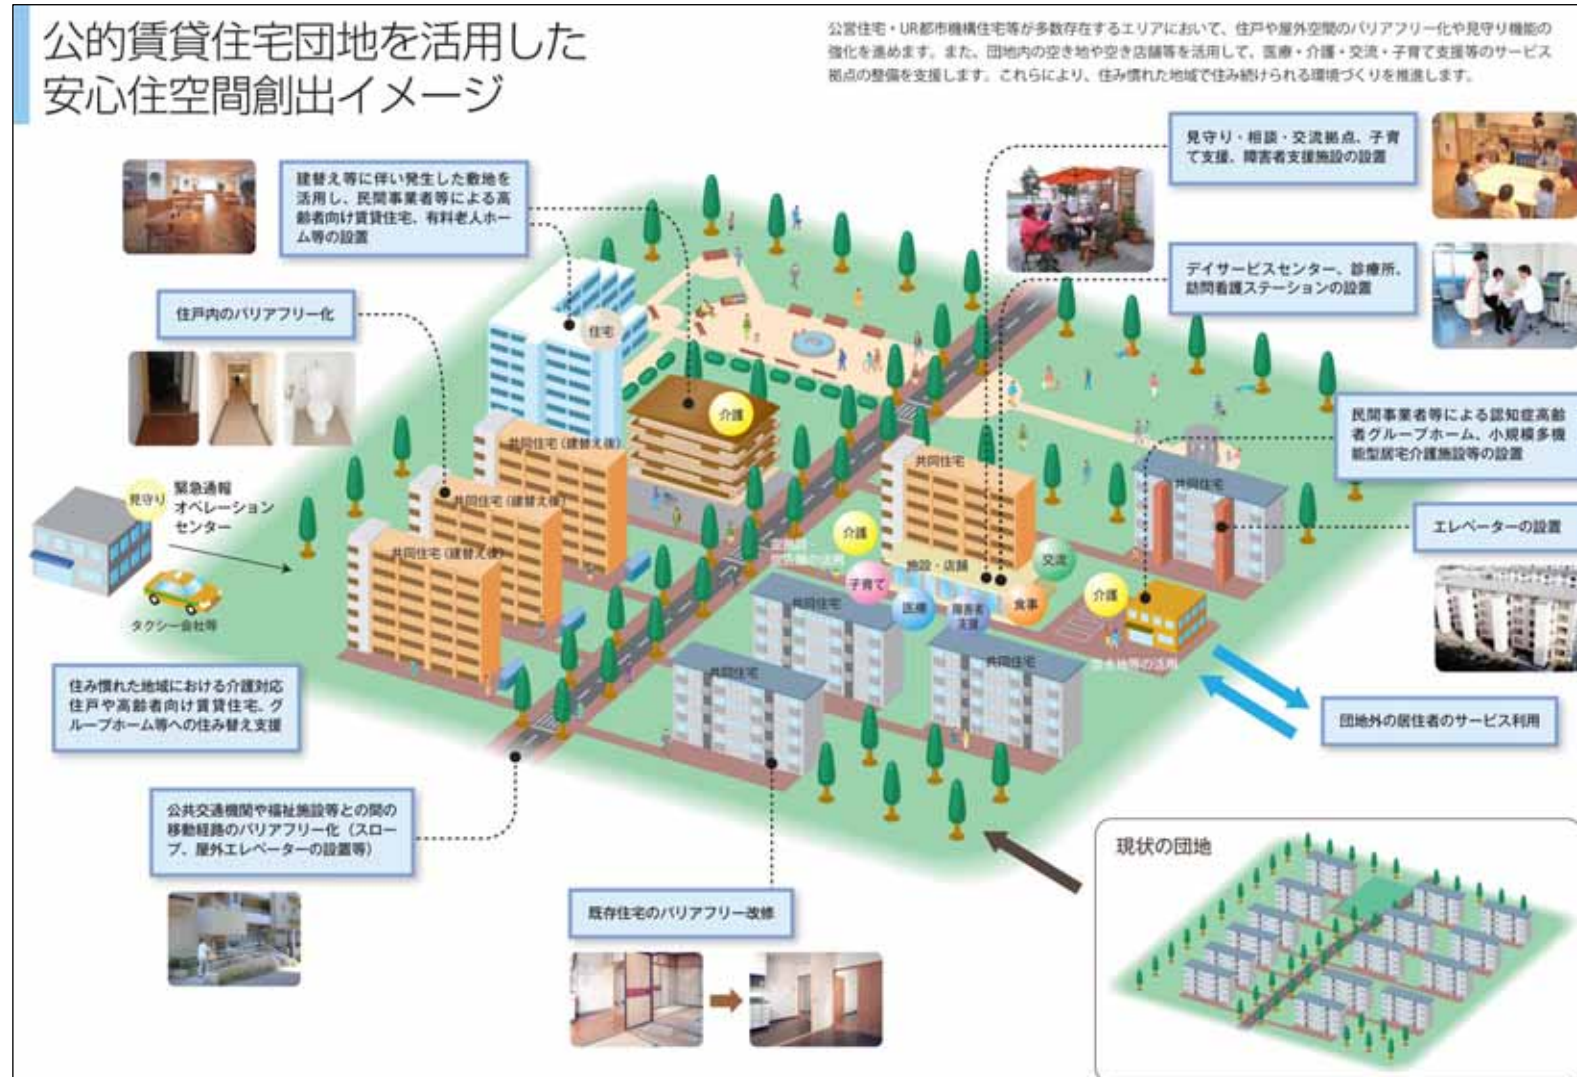 公的賃貸住宅団地を活用した
安心住空間創出イメージ
公営住宅・UR都市機構住宅等が多数存在するエリアにおいて、住戸や屋外空間のバリアフリー化や見守り機能の
強化を進めます。また、団地内の空き地や空き店舗等を活用して、医療・介護・交流・子育て支援等のサービス
拠点の整備を支援します。これらにより、住み慣れた地域で住み続けられる環境づくりを推進します。
建替え等に伴い発生した敷地を
活用し、民間事業者等による高
齢者向け賃貸住宅、有料老人ホー
ム等の設置
見守り・相談・交流拠点、子育
て支援、障害者支援施設の設置
デイサービスセンター、診療所、
訪問看護ステーションの設置
住戸内のバリアフリー化
住宅
介護
民間事業者等による認知症高齢
者グループホーム、小規模多機
能型居宅介護施設等の設置
共同住宅(建替え後)
共同住宅(建替え後)
共同住宅(建替え後)
共同住宅
共同住宅
見守り
緊急通報
オペレーション
センター
タクシー会社等
エレベーターの設置
介護
施設・店舗
交流
子育て
医療
障害者
支援
食事
介護
共同住宅
共同住宅
共同住宅
団地外の居住者のサービス利用
住み慣れた地域における介護対応
住戸や高齢者向け賃貸住宅、グ
ループホーム等への住み替え支援
公共交通機関や福祉施設等との間の
移動経路のバリアフリー化（スロー
プ、屋外エレベーターの設置等）
既存住宅のバリアフリー改修
現状の団地